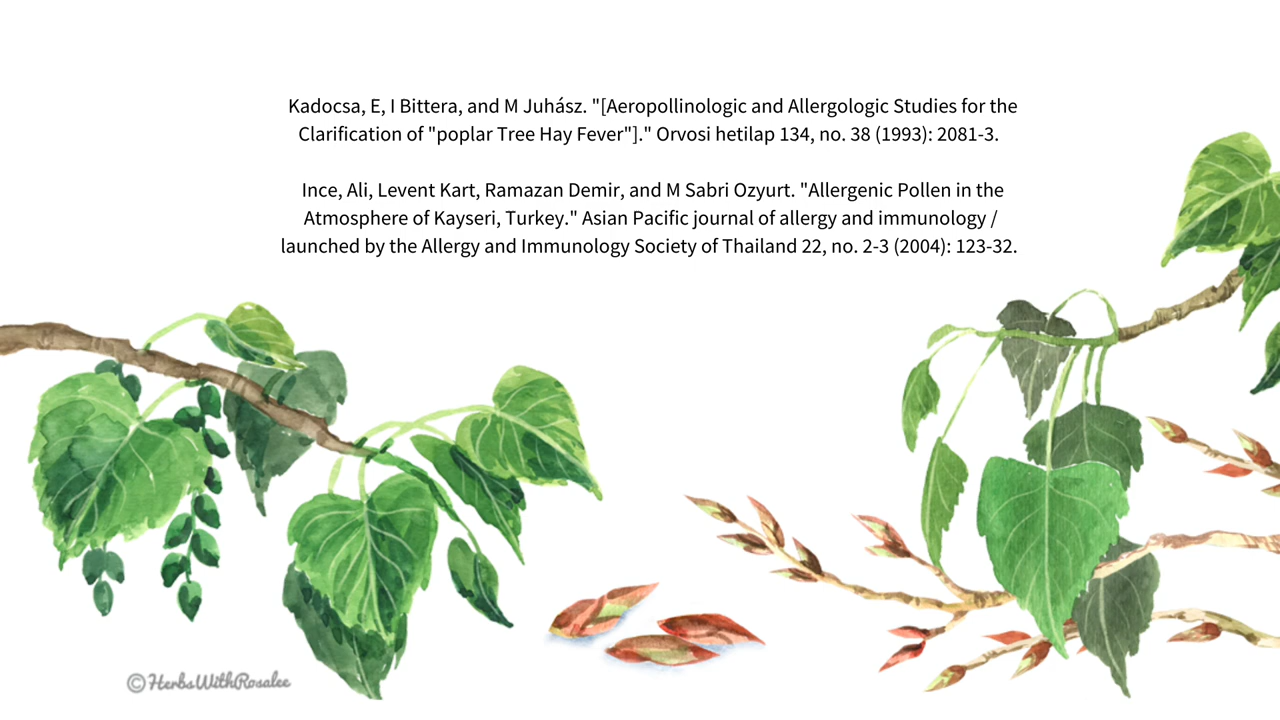 Kadocsa, E, I Bittera, and M Juhász. "[Aeropollinologic and Allergologic Studies for the
Clarification of "poplar Tree Hay Fever"]." Orvosi hetilap 134, no. 38 (1993): 2081-3.
Ince, Ali, Levent Kart, Ramazan Demir, and M Sabri Ozyurt. "Allergenic Pollen in the
Atmosphere of Kayseri, Turkey." Asian Pacific journal of allergy and immunology /
launched by the Allergy and Immunology Society of Thailand 22, no. 2-3 (2004): 123-32.
© HerbsWithRosalee